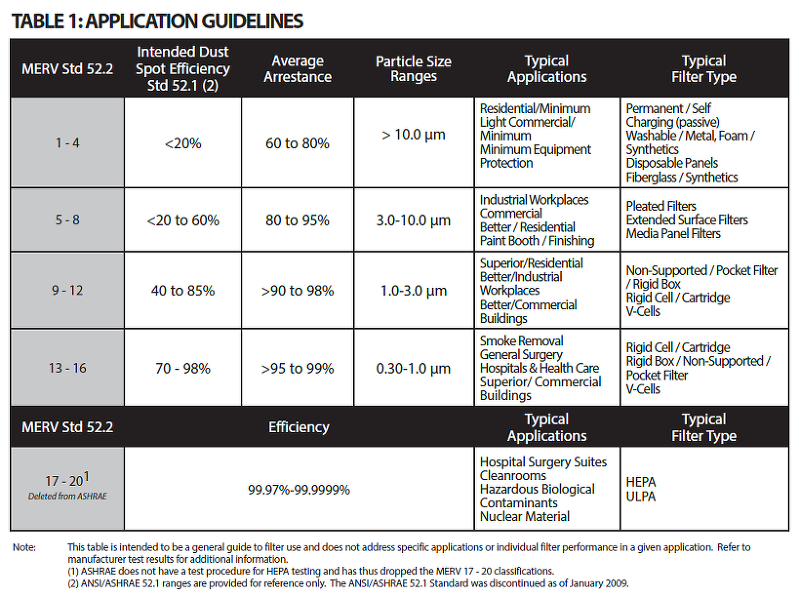 TABLE 1: APPLICATION GUIDELINES
MERV Std 52.2
Intended Dust
Spot Efficiency
Std 52.1 (2)
Average
Arrestance
Particle Size
Ranges
Typical
Applications
Typical
Filter Type
1 - 4
<20%
60 to 80%
> 10.0 µm
Residential/Minimum
Light Commercial/
Minimum
Minimum Equipment
Protection
Permanent / Self
Charging (passive)
Washable / Metal, Foam /
Synthetics
Disposable Panels
Fiberglass / Synthetics
5 - 8
<20 to 60%
80 to 95%
3.0-10.0 µm
Industrial Workplaces
Commercial
Better / Residential
Paint Booth / Finishing
Pleated Filters
Extended Surface Filters
Media Panel Filters
9 - 12
40 to 85%
>90 to 98%
1.0-3.0 µm
Superior/Residential
Better/Industrial
Workplaces
Better/Commercial
Buildings
Non-Supported / Pocket Filter
/ Rigid Box
Rigid Cell / Cartridge
V-Cells
13 - 16
70 - 98%
>95 to 99%
0.30-1.0 µm
Smoke Removal
General Surgery
Hospitals & Health Care
Superior/ Commercial
Buildings
Rigid Cell / Cartridge
Rigid Box / Non-Supported /
Pocket Filter
V-Cells
MERV Std 52.2
Efficiency
Typical
Applications
Typical
Filter Type
17 - 20¹
Deleted from ASHRAE
99.97%-99.9999%
Hospital Surgery Suites
Cleanrooms
Hazardous Biological
Contaminants
Nuclear Material
HEPA
ULPA
Note: This table is intended to be a general guide to filter use and does not address specific applications or individual filter performance in a given application. Refer to
manufacturer test results for additional information.
(1) ASHRAE does not have a test procedure for HEPA testing and has thus dropped the MERV 17 - 20 classifications.
(2) ANSI/ASHRAE 52.1 ranges are provided for reference only. The ANSI/ASHRAE 52.1 Standard was discontinued as of January 2009.